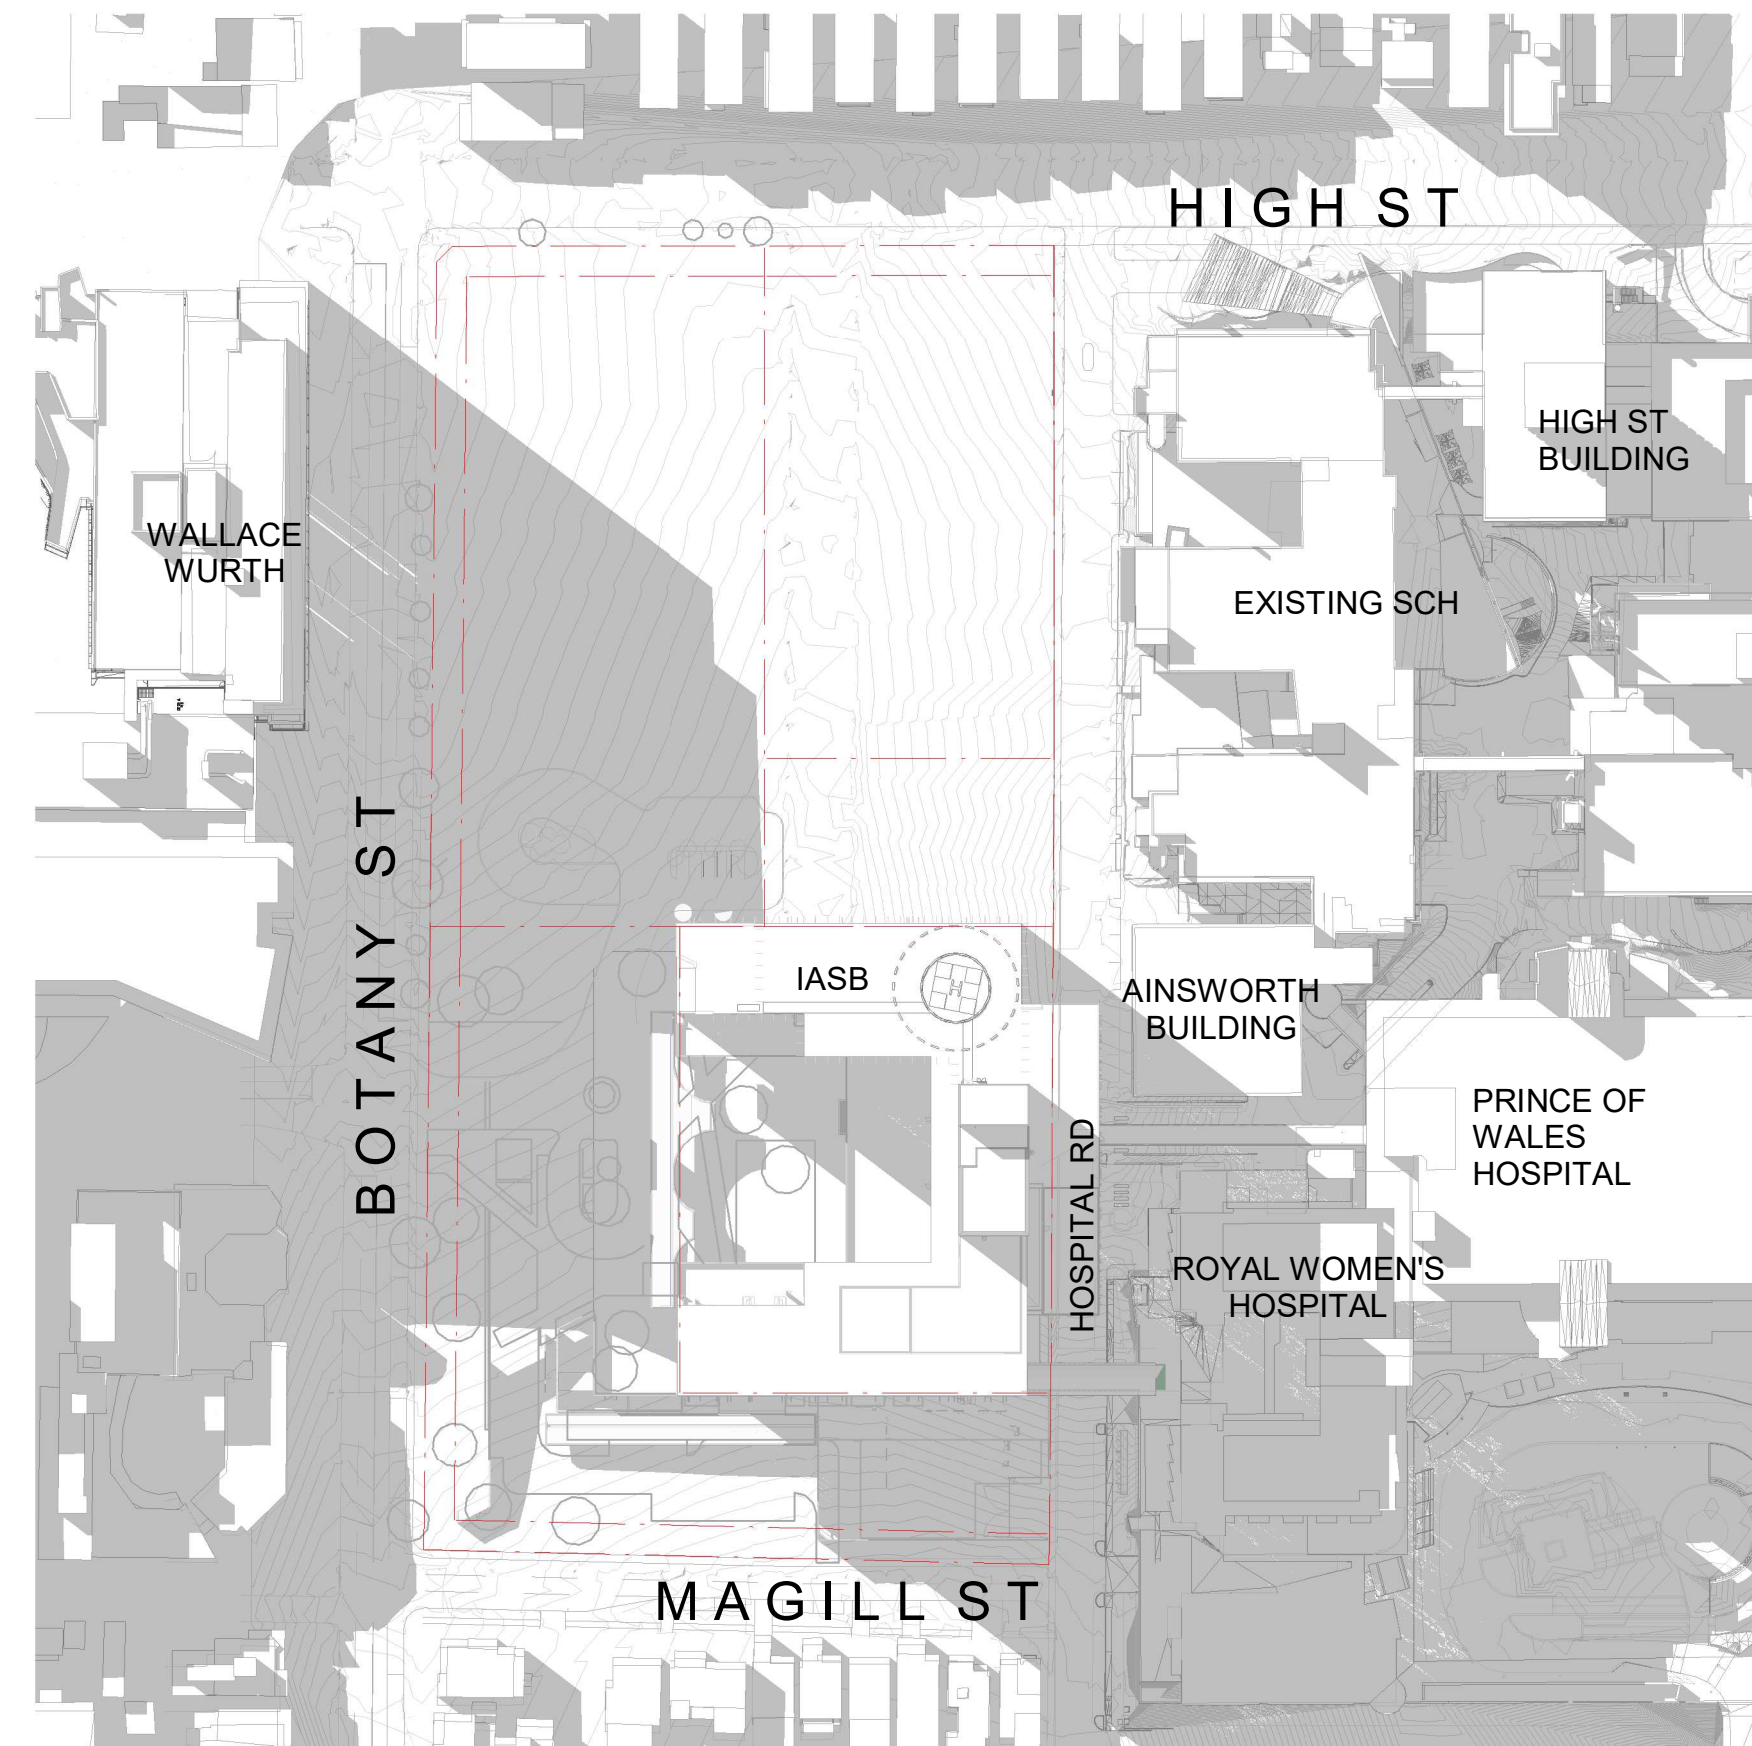 HIGH ST
HIGH ST
BUILDING
WALLACE
WURTH
EXISTING SCH
BOTANY ST
IASB
H
AINSWORTH
BUILDING
PRINCE OF
WALES
HOSPITAL
HOSPITAL RD
ROYAL WOMEN'S
HOSPITAL
MAGILL ST